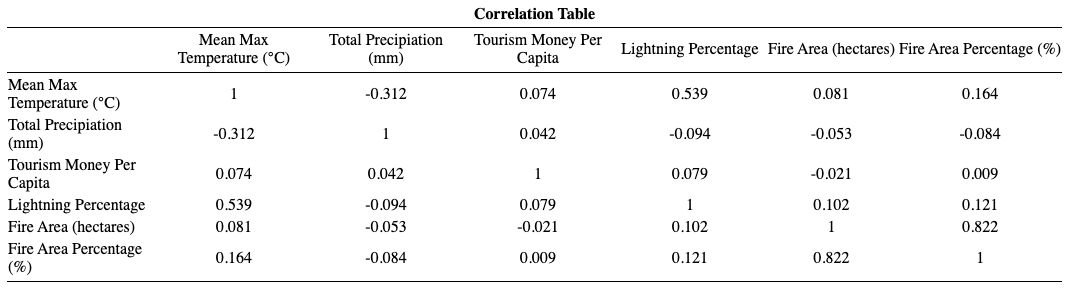 Correlation Table
Mean Max Temperature (°C) Total Precipiation (mm) Tourism Money Per Capita Lightning Percentage Fire Area (hectares) Fire Area Percentage (%)
Mean Max Temperature (°C) 1 -0.312 0.074 0.539 0.081 0.164
Total Precipiation (mm) -0.312 1 0.042 -0.094 -0.053 -0.084
Tourism Money Per Capita 0.074 0.042 1 0.079 -0.021 0.009
Lightning Percentage 0.539 -0.094 0.079 1 0.102 0.121
Fire Area (hectares) 0.081 -0.053 -0.021 0.102 1 0.822
Fire Area Percentage (%) 0.164 -0.084 0.009 0.121 0.822 1